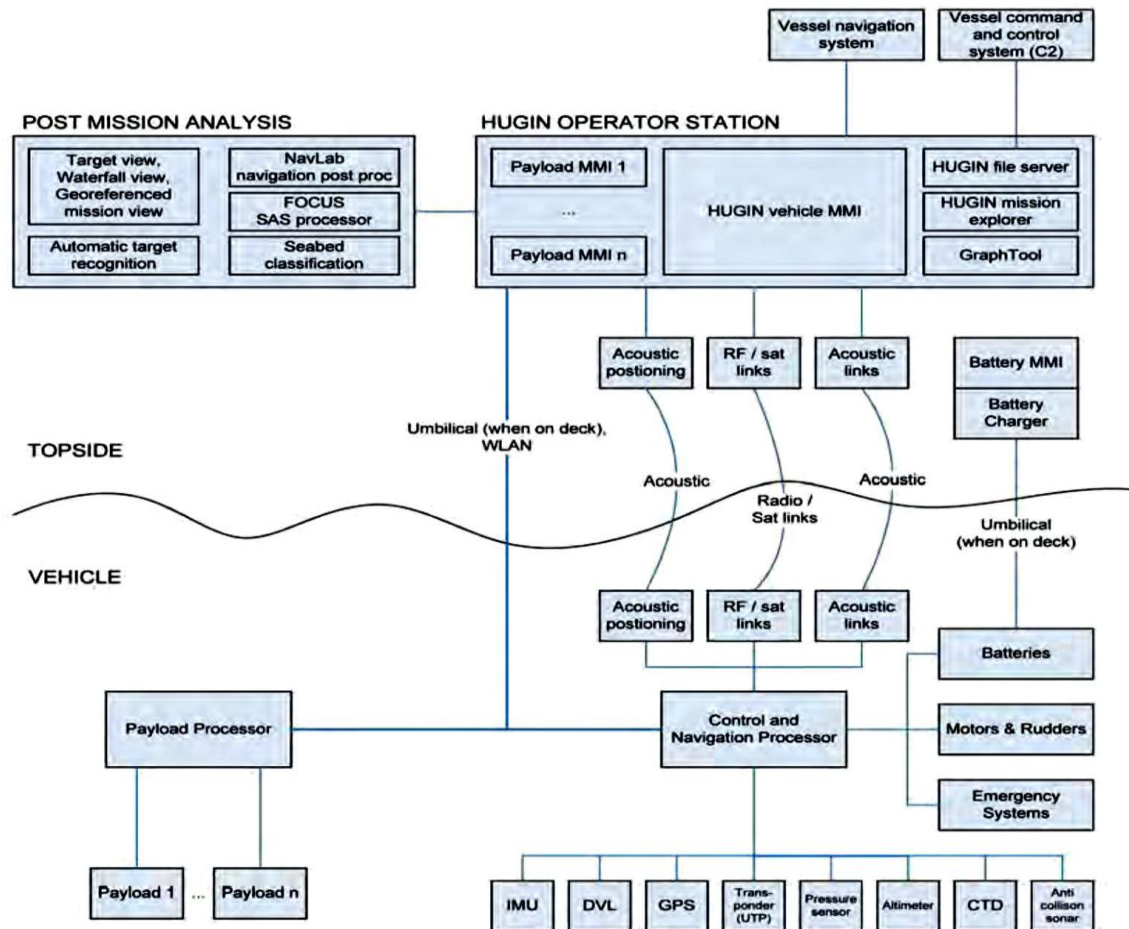 Vessel navigation
system
Vessel command
and control
system (C2)
POST MISSION ANALYSIS
Target view,
Waterfall view,
Georeferenced
mission view
NavLab
navigation post proc
FOCUS
SAS processor
Automatic target
recognition
Seabed
classification
HUGIN OPERATOR STATION
Payload MMI 1
...
Payload MMI n
HUGIN vehicle MMI
HUGIN file server
HUGIN mission
explorer
GraphTool
Acoustic
postioning
RF / sat
links
Acoustic
links
Battery MMI
Battery
Charger
Umbilical (when on deck),
WLAN
TOPSIDE
Acoustic
Radio /
Sat links
Acoustic
Umbilical
(when on deck)
VEHICLE
Acoustic
postioning
RF / sat
links
Acoustic
links
Batteries
Payload Processor
Control and
Navigation Processor
Motors & Rudders
Emergency
Systems
Payload 1
...
Payload n
IMU
DVL
GPS
Trans-
ponder
(UTP)
Pressure
sensor
Altimeter
CTD
Anti
collison
sonar